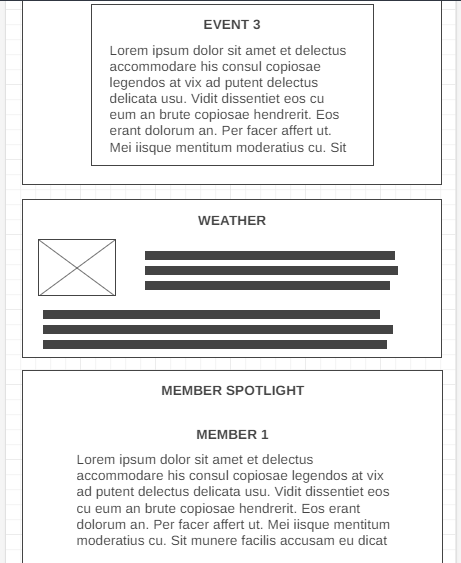 EVENT 3
Lorem ipsum dolor sit amet et delectus
accommodare his consul copiosae
legendos at vix ad putent delectus
delicata usu. Vidit dissentiet eos cu
eum an brute copiosae hendrerit. Eos
erant dolorum an. Per facer affert ut.
Mei iisque mentitum moderatius cu. Sit
WEATHER
MEMBER SPOTLIGHT
MEMBER 1
Lorem ipsum dolor sit amet et delectus
accommodare his consul copiosae legendos at vix
ad putent delectus delicata usu. Vidit dissentiet eos
cu eum an brute copiosae hendrerit. Eos erant
dolorum an. Per facer affert ut. Mei iisque mentitum
moderatius cu. Sit munere facilis accusam eu dicat